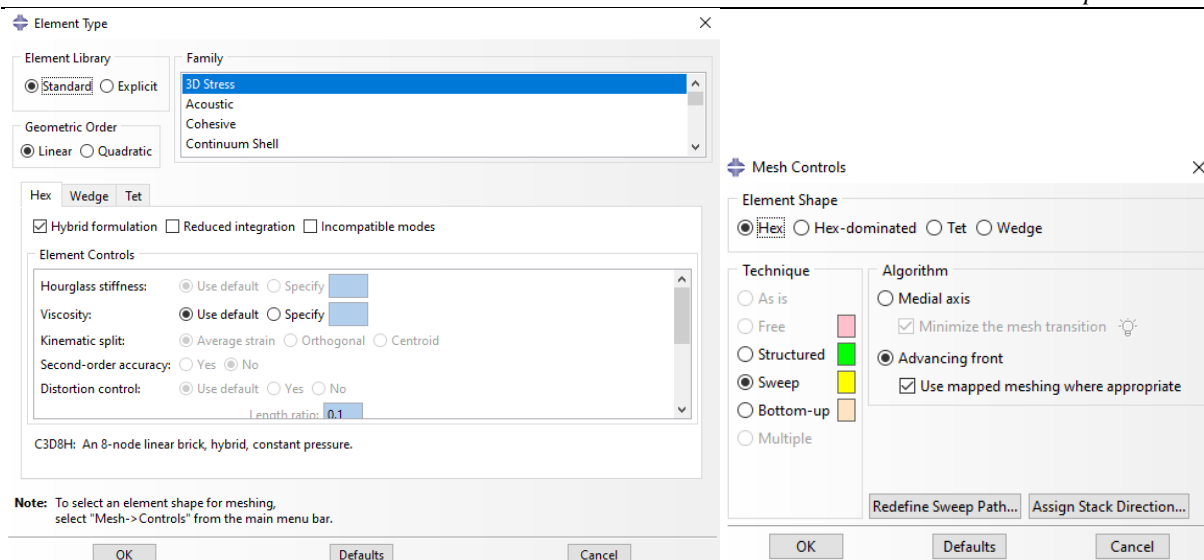 Element Type
Element Library
Standard Explicit
Family
3D Stress
Acoustic
Cohesive
Continuum Shell
Geometric Order
Linear Quadratic
Hex Wedge Tet
Hybrid formulation Reduced integration Incompatible modes
Element Controls
Hourglass stiffness: Use default Specify
Viscosity: Use default Specify
Kinematic split: Average strain Orthogonal Centroid
Second-order accuracy: Yes No
Distortion control: Use default Yes No
Length ratio: 0.1
C3D8H: An 8-node linear brick, hybrid, constant pressure.
Note: To select an element shape for meshing,
select "Mesh->Controls" from the main menu bar.
OK Defaults Cancel
Mesh Controls
Element Shape
Hex Hex-dominated Tet Wedge
Technique
As is
Free
Structured
Sweep
Bottom-up
Multiple
Algorithm
Medial axis
Minimize the mesh transition
Advancing front
Use mapped meshing where appropriate
Redefine Sweep Path... Assign Stack Direction...
OK Defaults Cancel